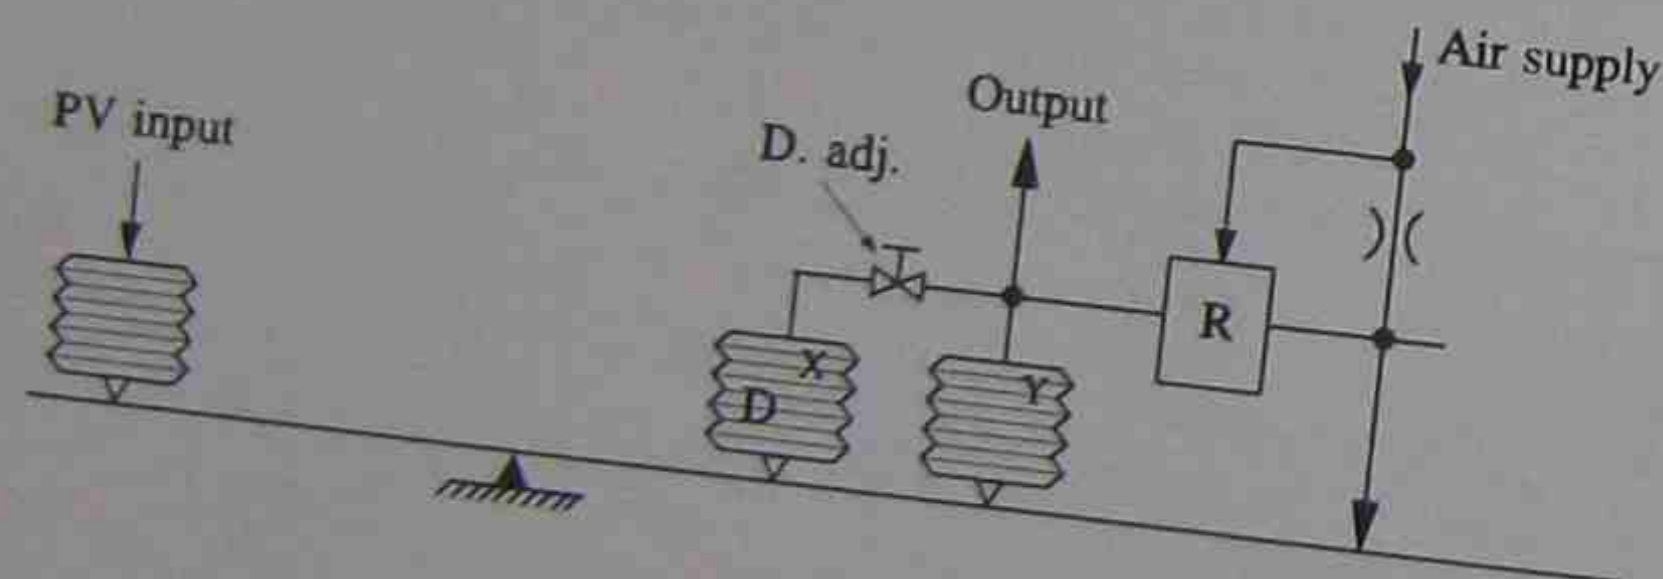 Air supply
Output
PV input
D. adj.
R
X
Y
D